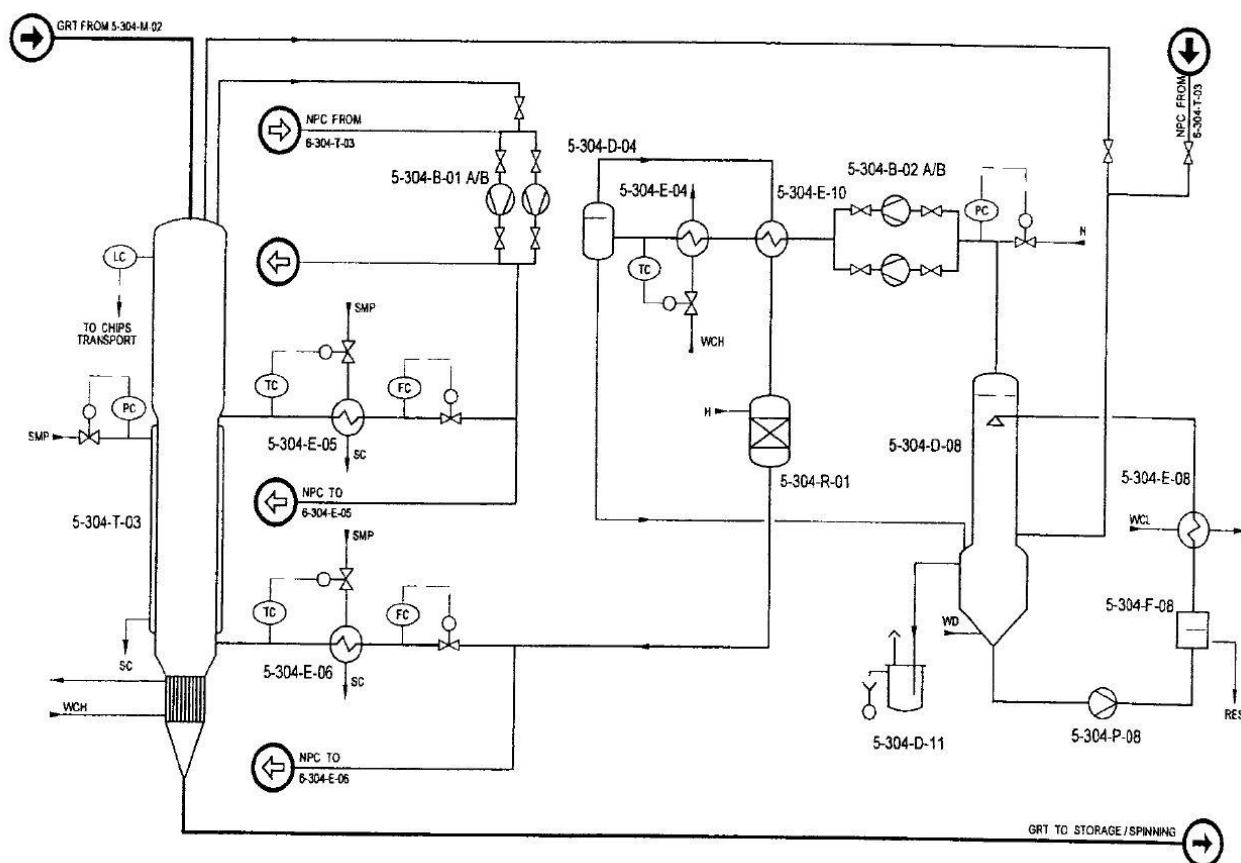 GRT FROM 5-304-M-02
NPC FROM
6-304-T-03
NPC FROM
6-304-T-03
5-304-D-04
5-304-B-01 A/B
5-304-E-04
5-304-E-10
5-304-B-02 A/B
PC
N
LC
TO CHIPS
TRANSPORT
TC
WCH
SMP
TC
FC
PC
SMP
5-304-E-05
SC
H
5-304-R-01
5-304-D-08
5-304-E-08
WCL
NPC TO
6-304-E-05
5-304-T-03
SMP
TC
FC
5-304-F-08
WD
SC
5-304-E-06
SC
WCH
RES
5-304-D-11
5-304-P-08
NPC TO
6-304-E-06
GRT TO STORAGE/SPINNING